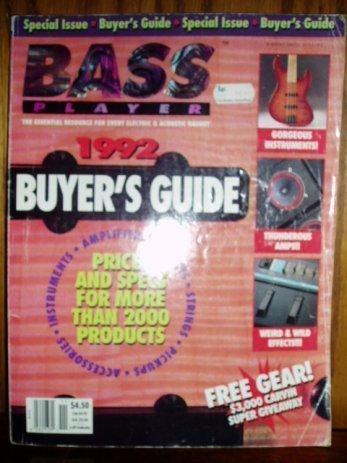 Special Issue • Buyer's Guide • Special Issue • Buyer's Guide
BASS
PLAYER
THE ESSENTIAL RESOURCE FOR EVERY ELECTRIC & ACOUSTIC BASSIST
1992
BUYER'S GUIDE
GORGEOUS
INSTRUMENTS!
THUNDEROUS
AMPS!!
WEIRD & WILD
EFFECTS!!!
INSTRUMENTS • STRINGS • PICKUPS • ACCESSORIES •
AND SPECS
FOR MORE
THAN 2000
PRODUCTS
FREE GEAR!
$3,000 CARVIN
SUPER GIVEAWAY
$4.50